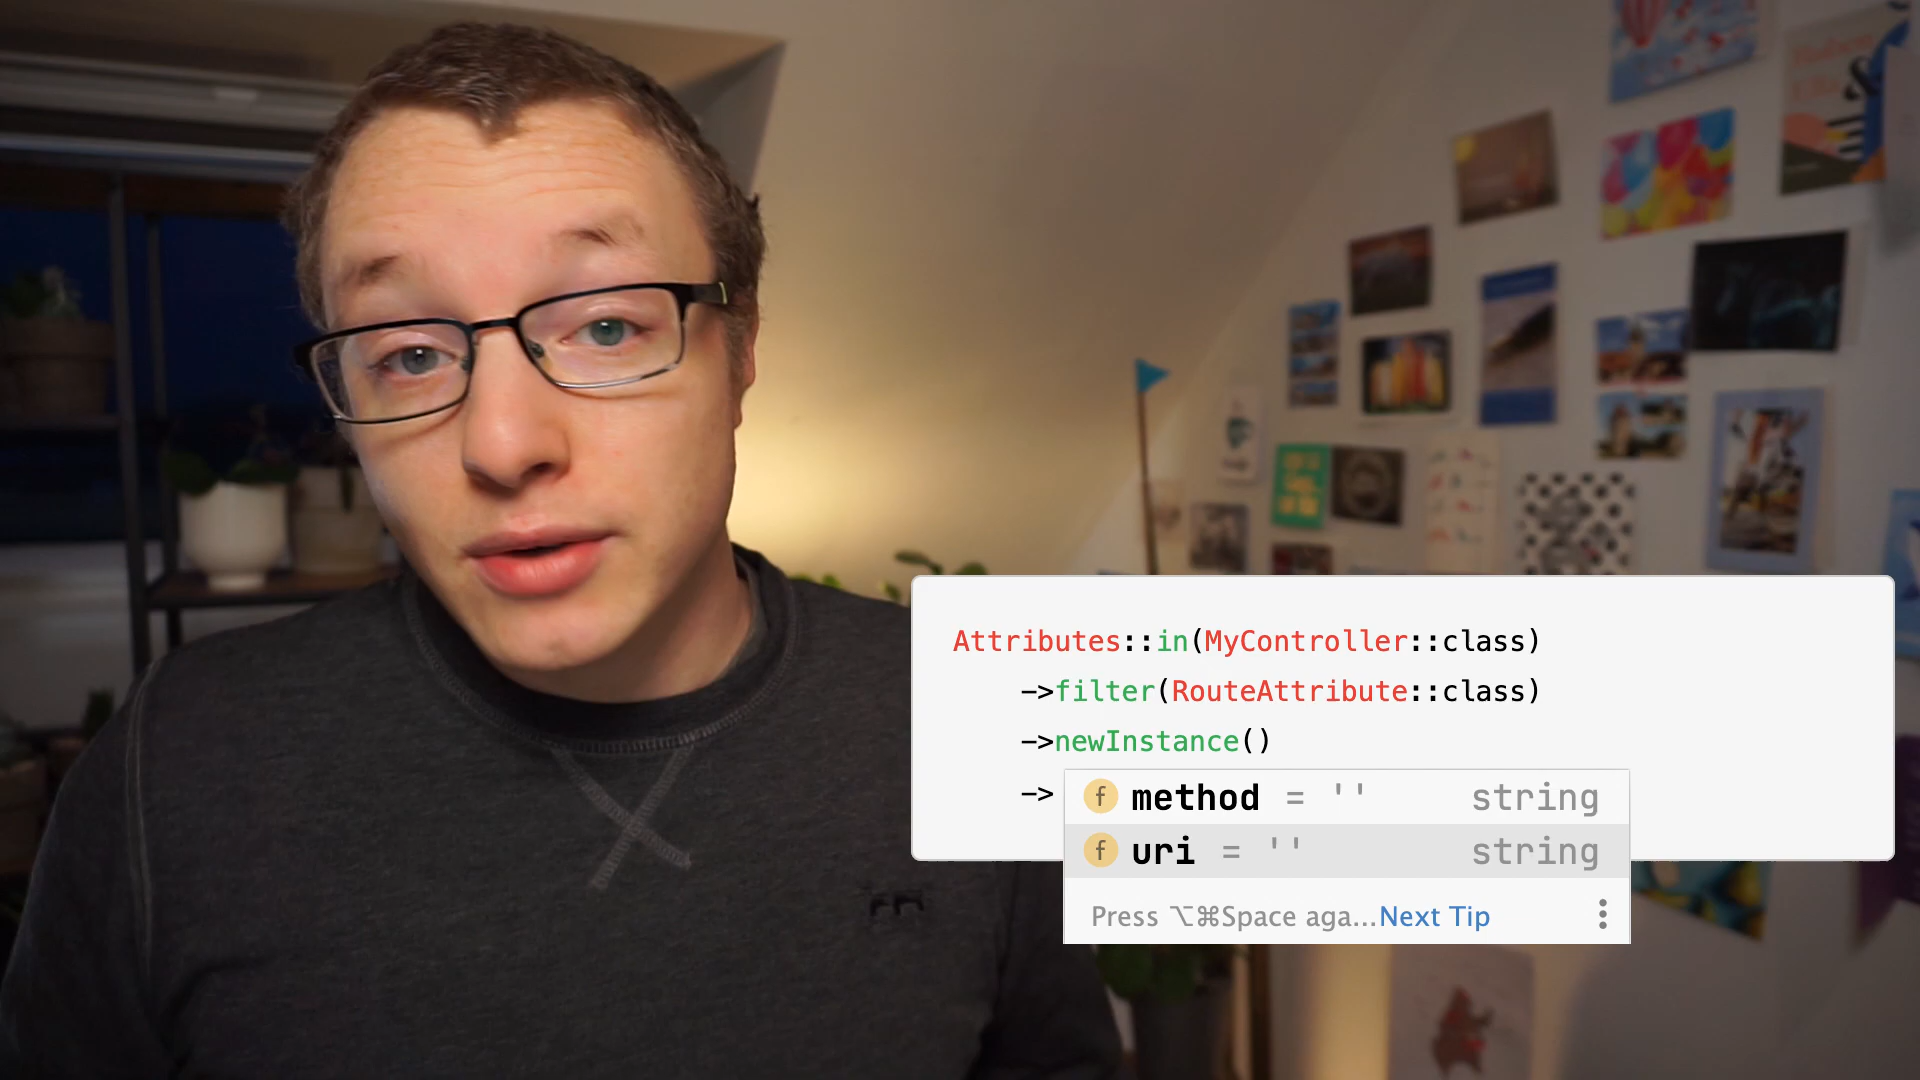 Attributes::in(MyController::class)
->filter(RouteAttribute::class)
->newInstance()
->
f method = '' string
f uri = '' string
Press ⌥⌘Space aga...Next Tip